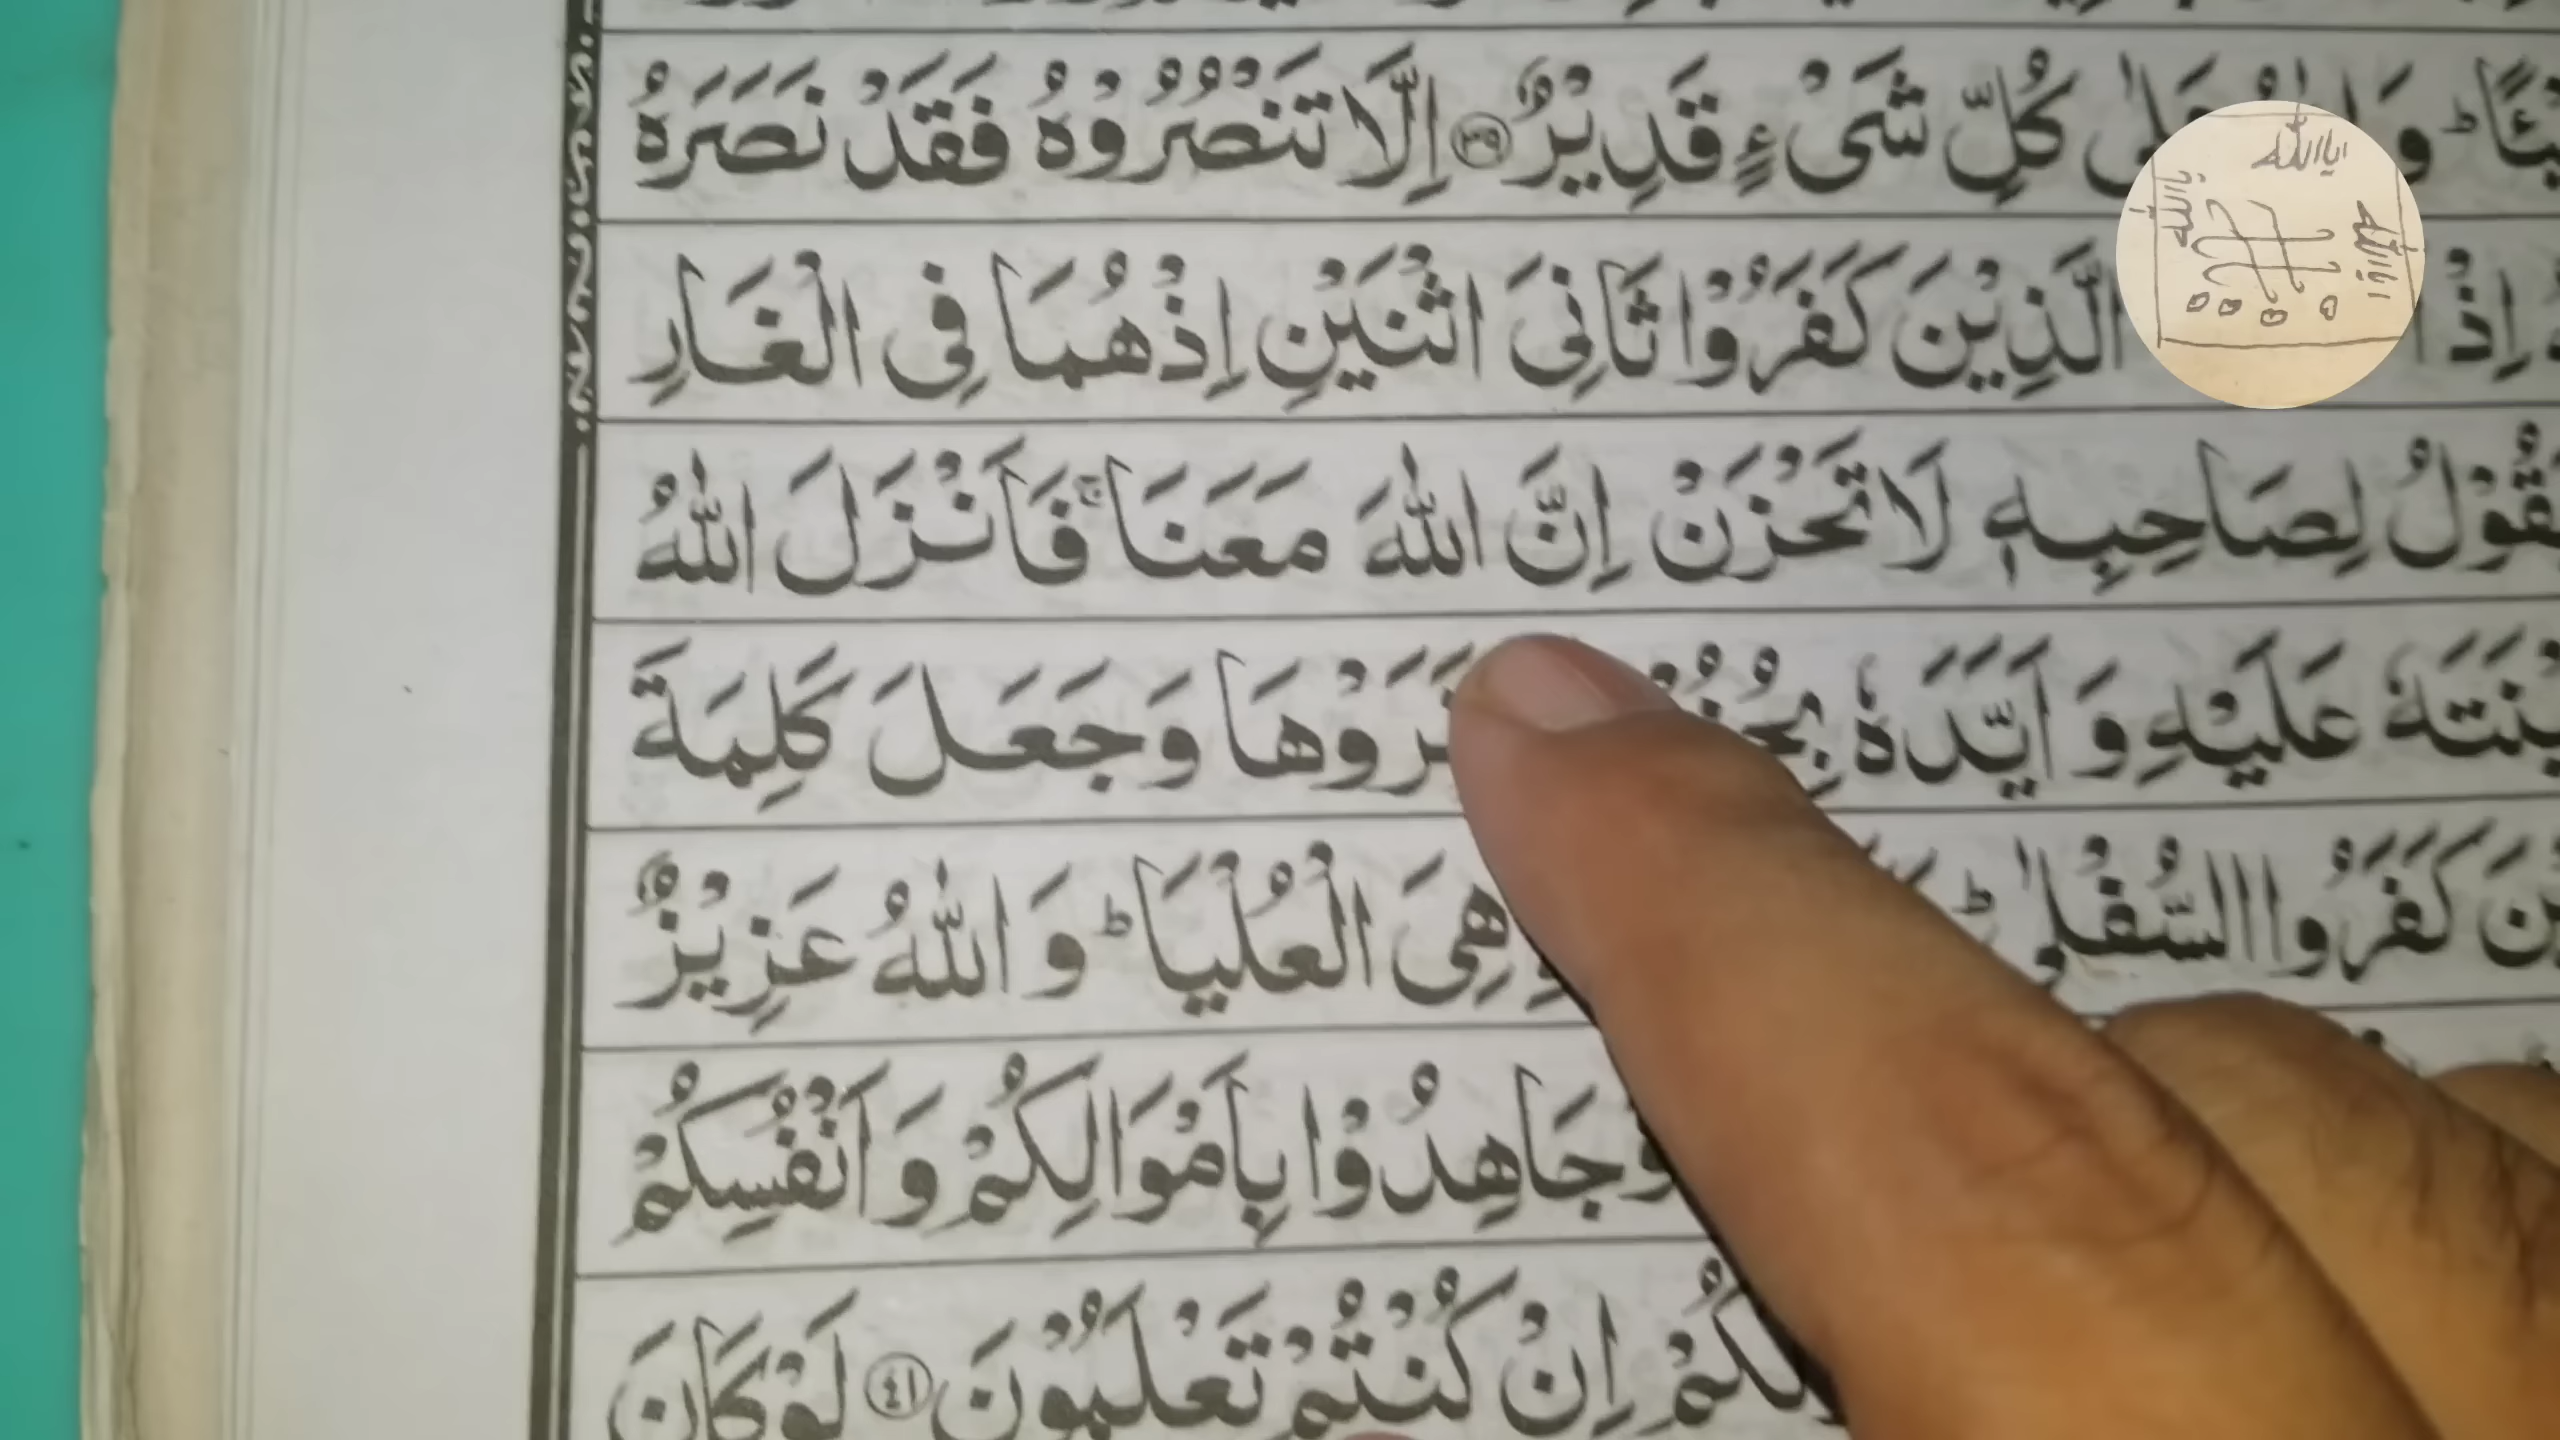 كُلِّ شَىْءٍ قَدِيْرٌ ۝٣٩ اِلَّا تَنْصُرُوْهُ فَقَدْ نَصَرَهُ
اِذْ الَّذِيْنَ كَفَرُوْا ثَانِىَ اثْنَيْنِ اِذْ هُمَا فِى الْغَارِ
لِصَاحِبِهٖ لَا تَحْزَنْ اِنَّ اللّٰهَ مَعَنَا ۚ فَاَنْزَلَ اللّٰهُ
عَلَيْهِ وَ اَيَّدَهٗ وَجَعَلَ كَلِمَةَ
كَفَرُوا السُّفْلٰى ؕ هِىَ الْعُلْيَا ؕ وَ اللّٰهُ عَزِيْزٌ
وَجَاهِدُوْا بِاَمْوَالِكُمْ وَ اَنْفُسِكُمْ
اِنْ كُنْتُمْ تَعْلَمُوْنَ ۝٤١ لَوْ كَانَ